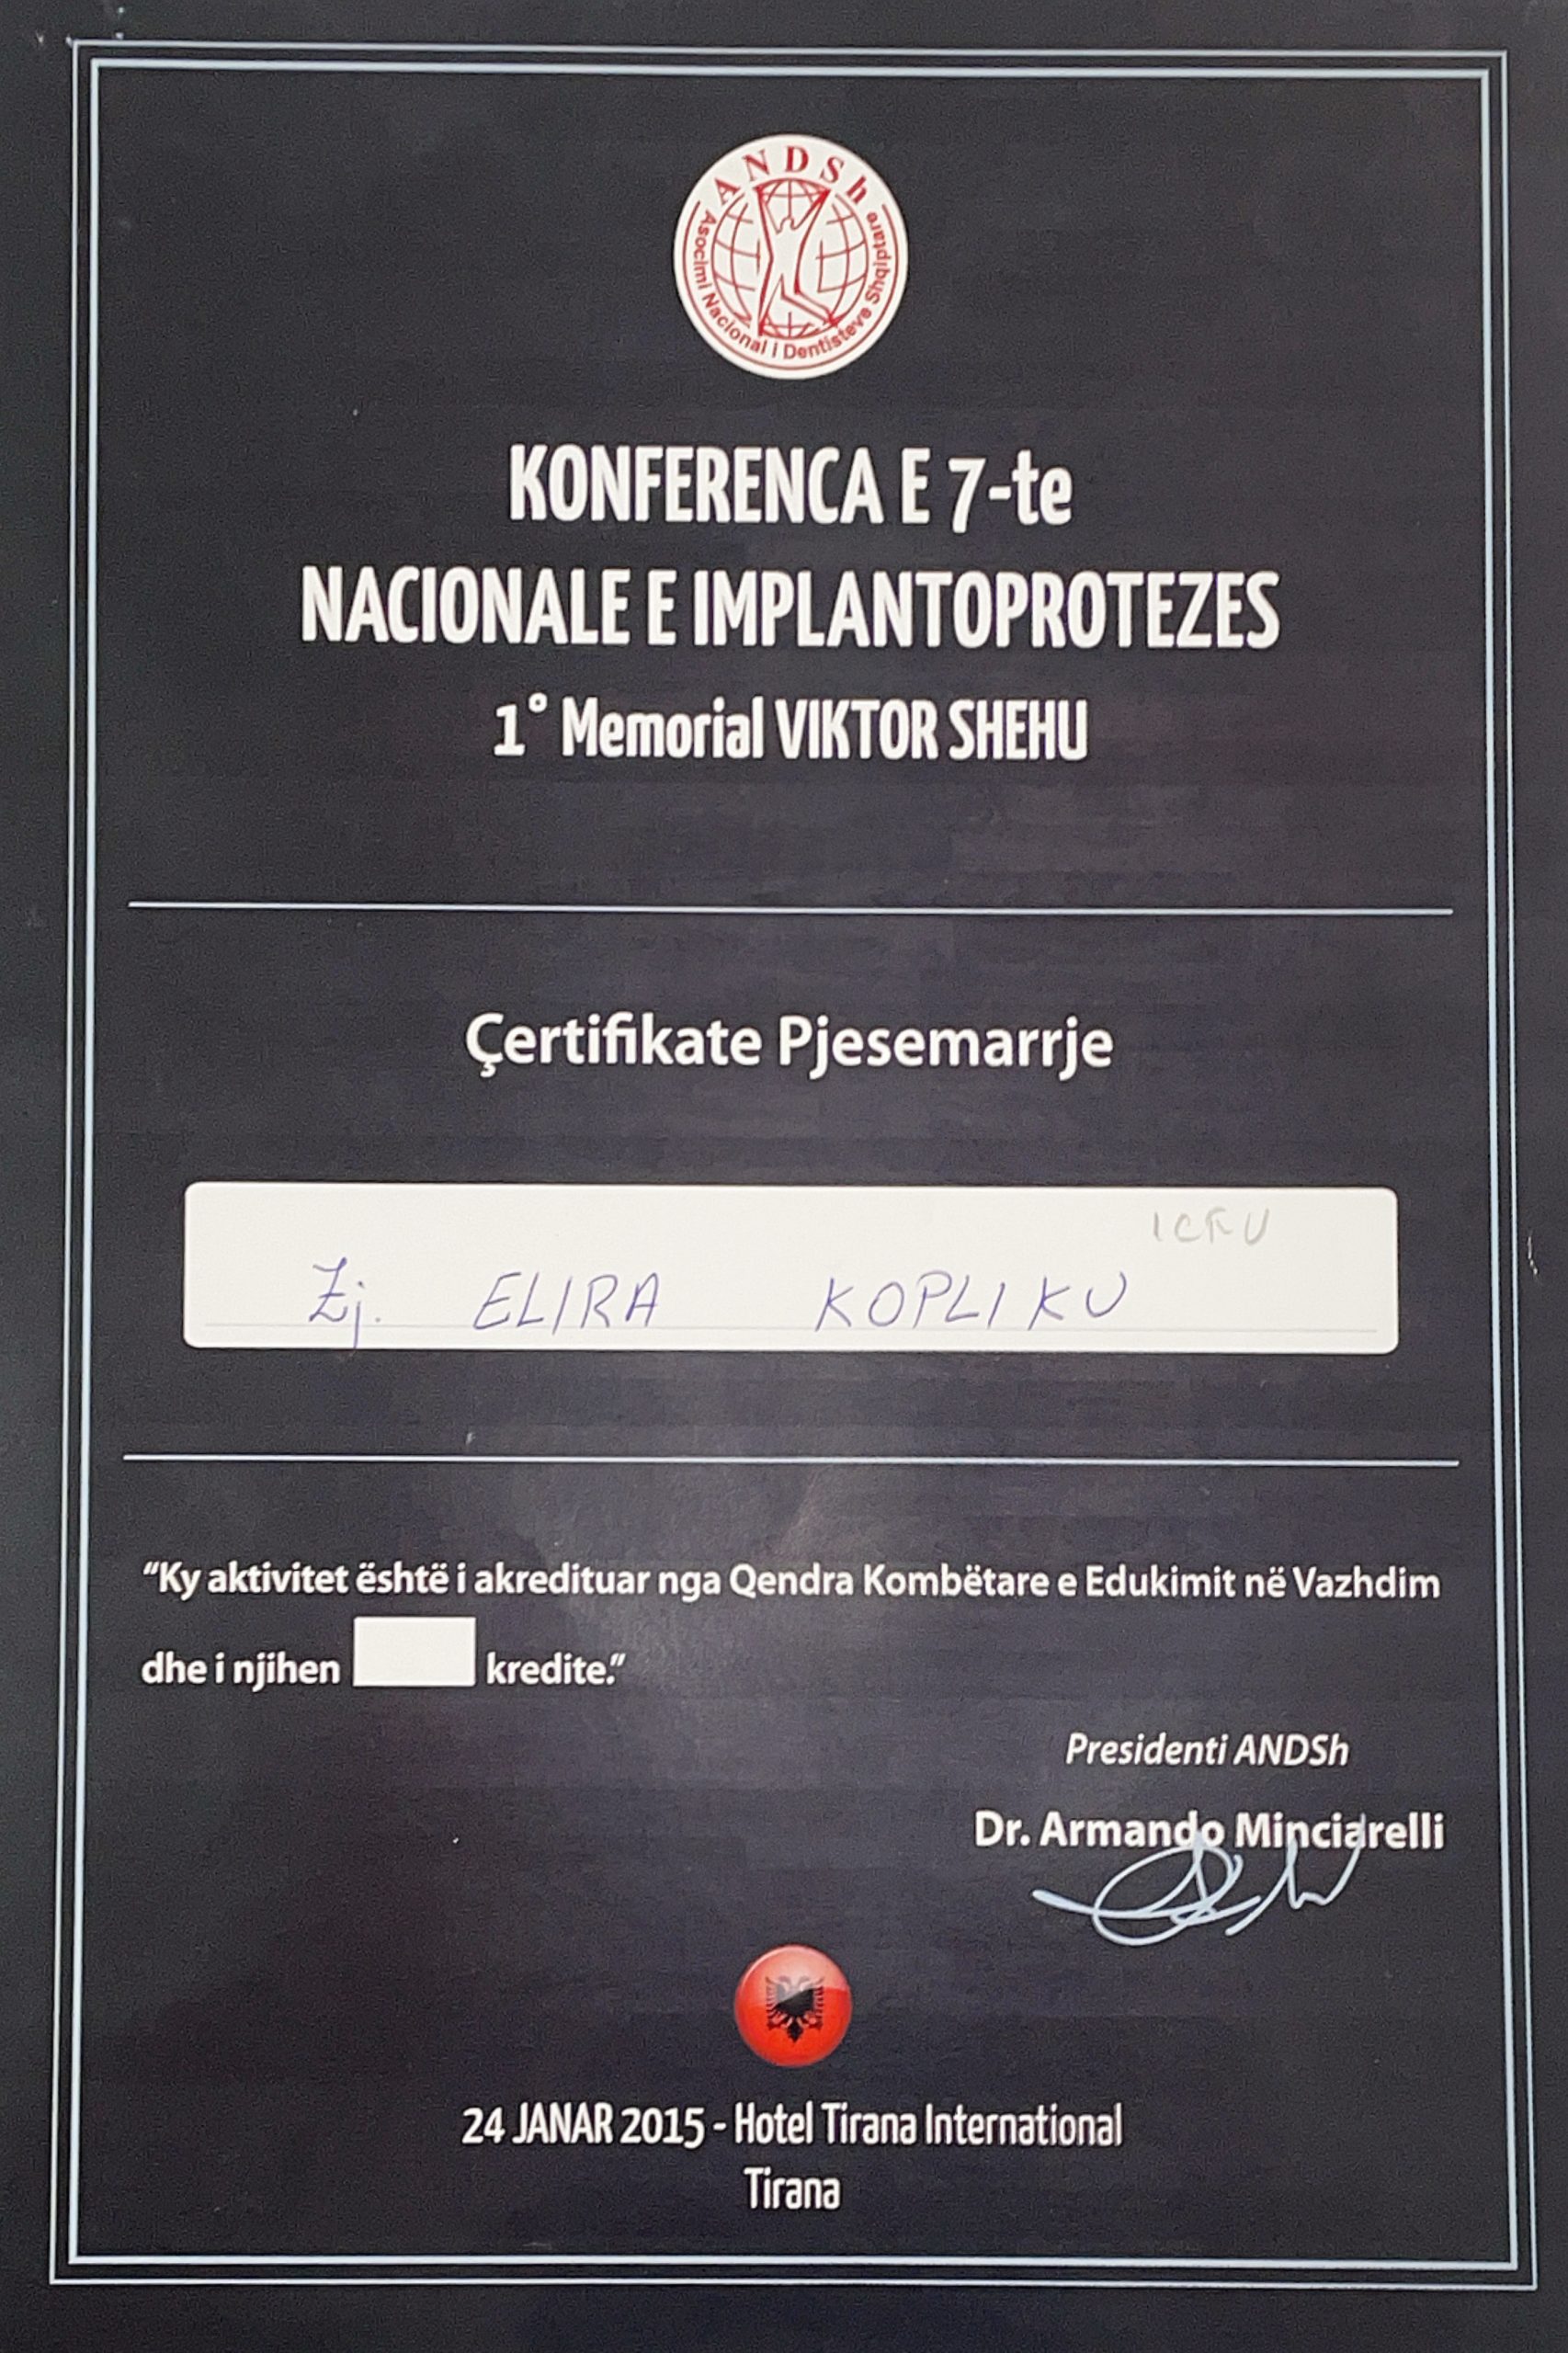 ANDSh
Asocimi Nacional i Dentisteve Shqiptare
KONFERENCA E 7-te
NACIONALE E IMPLANTOPROTEZES
1° Memorial VIKTOR SHEHU
Çertifikate Pjesemarrje
Zj. ELIRA KOPLIKU
“Ky aktivitet është i akredituar nga Qendra Kombëtare e Edukimit në Vazhdim
dhe i njihen kredite.”
Presidenti ANDSh
Dr. Armando Minciarelli
24 JANAR 2015 - Hotel Tirana International
Tirana